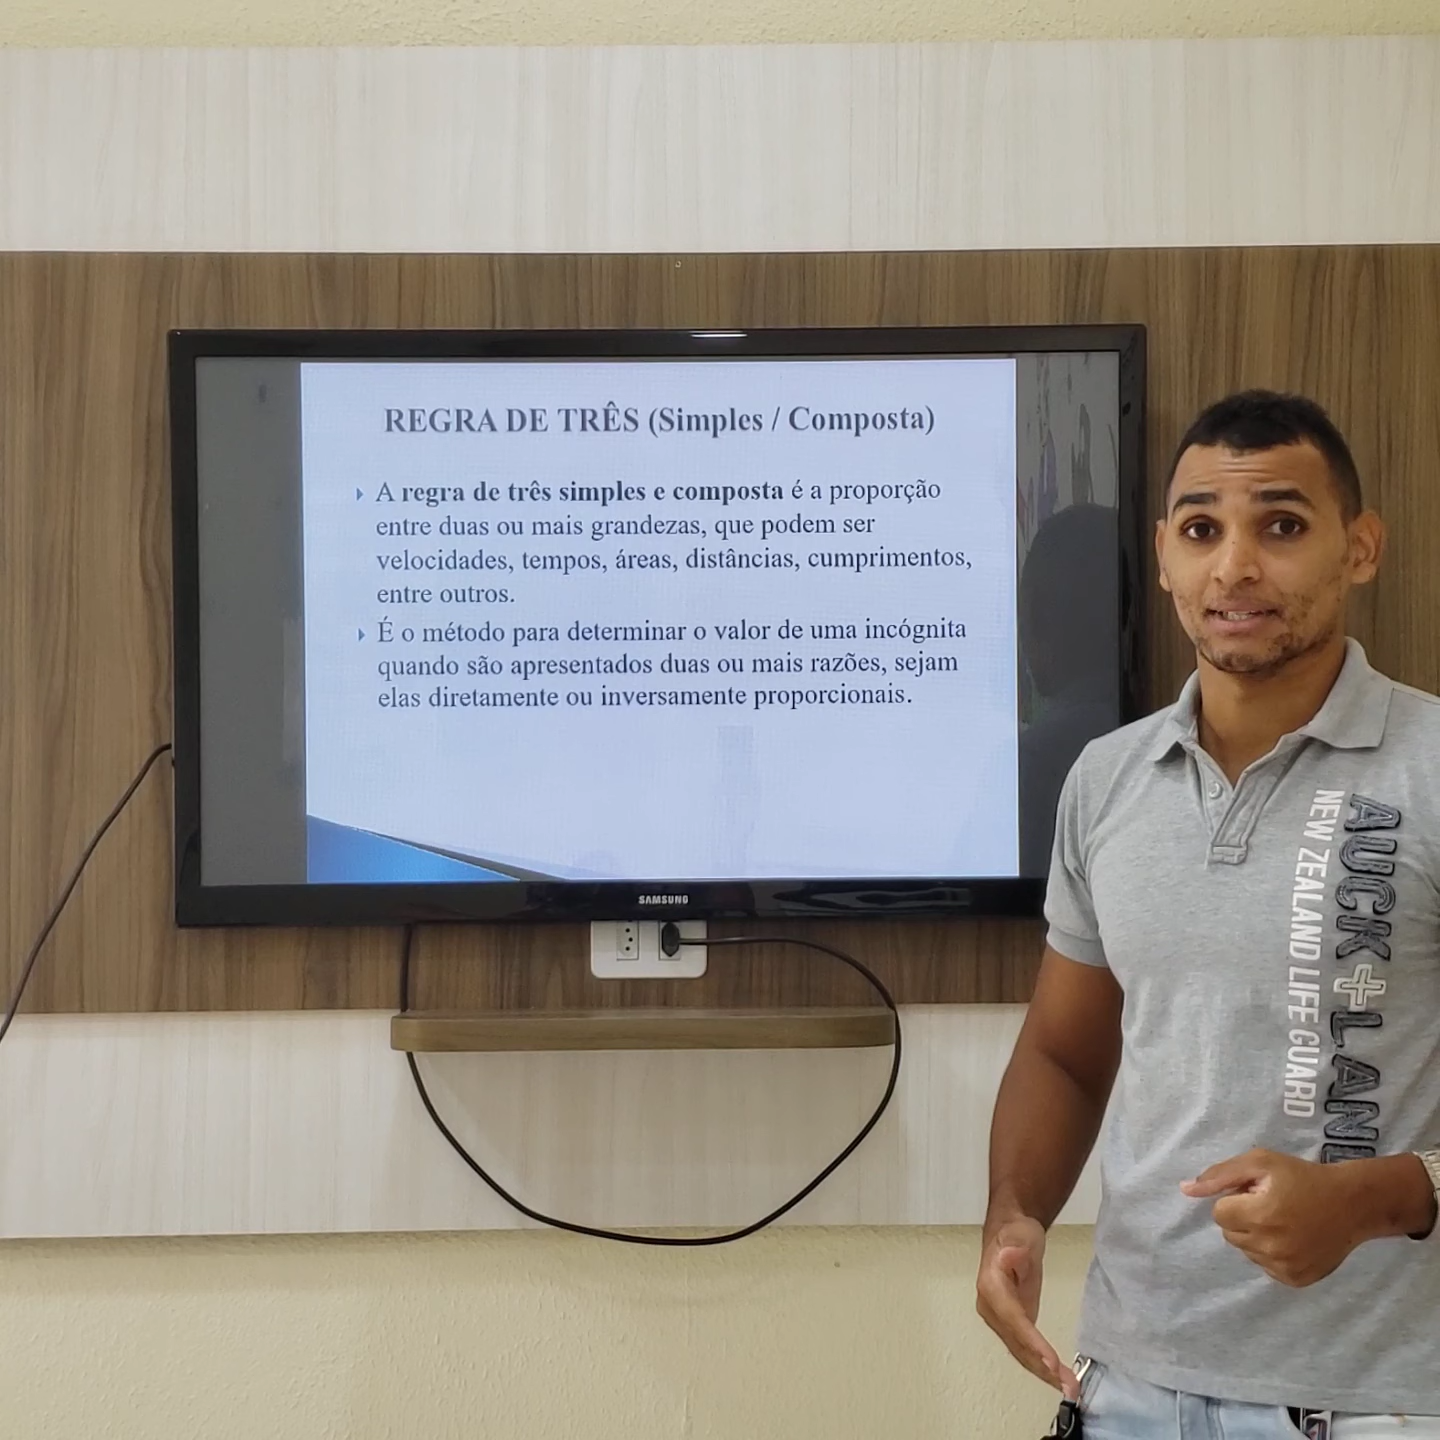 REGRA DE TRÊS (Simples / Composta)
A regra de três simples e composta é a proporção
entre duas ou mais grandezas, que podem ser
velocidades, tempos, áreas, distâncias, cumprimentos,
entre outros.
É o método para determinar o valor de uma incógnita
quando são apresentados duas ou mais razões, sejam
elas diretamente ou inversamente proporcionais.
SAMSUNG
AUCK+LAND
NEW ZEALAND LIFE GUARD